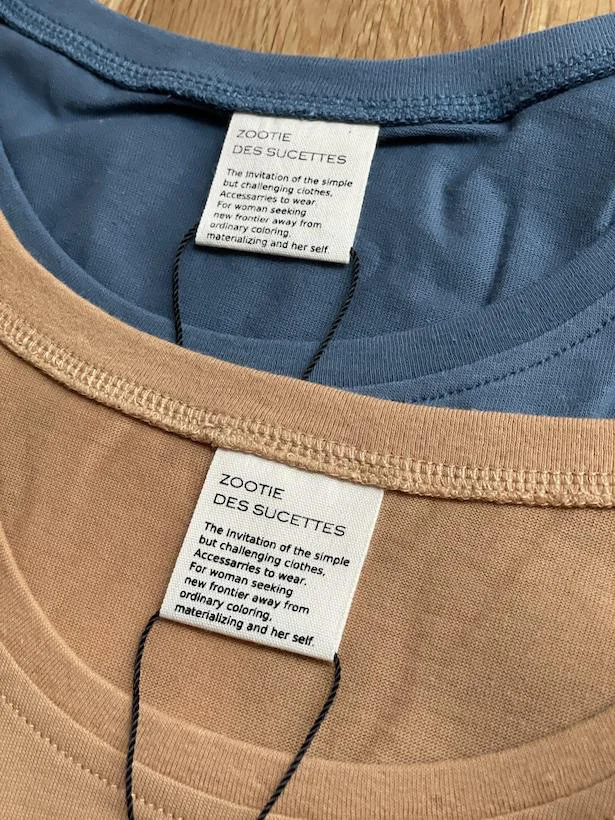 ZOOTIE
DES SUCETTES
The Invitation of the simple
but challenging clothes,
Accessarries to wear.
For woman seeking
new frontier away from
ordinary coloring,
materializing and her self.
ZOOTIE
DES SUCETTES
The Invitation of the simple
but challenging clothes,
Accessarries to wear.
For woman seeking
new frontier away from
ordinary coloring,
materializing and her self.